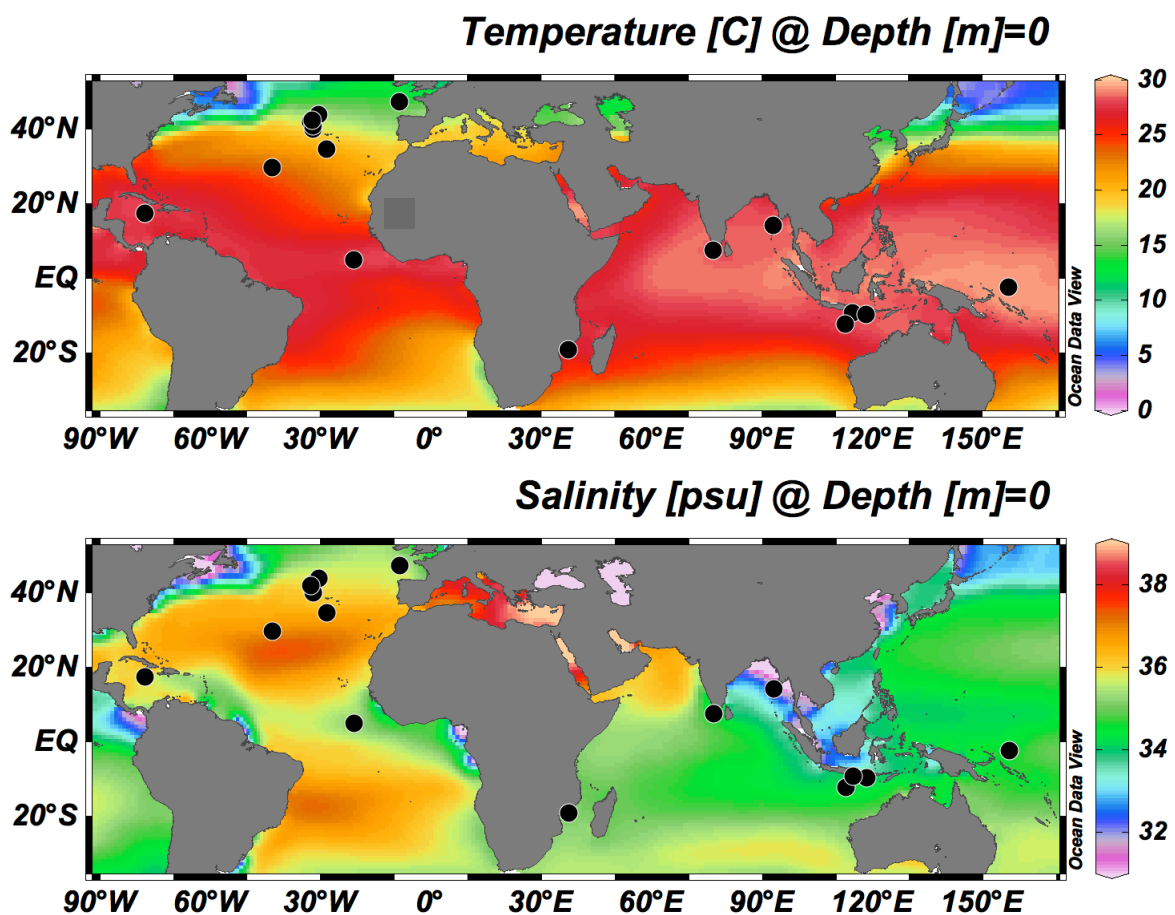 Temperature [C] @ Depth [m]=0
40°N
20°N
EQ
20°S
90°W 60°W 30°W 0° 30°E 60°E 90°E 120°E 150°E
Ocean Data View
30
25
20
15
10
5
0
Salinity [psu] @ Depth [m]=0
40°N
20°N
EQ
20°S
90°W 60°W 30°W 0° 30°E 60°E 90°E 120°E 150°E
Ocean Data View
38
36
34
32